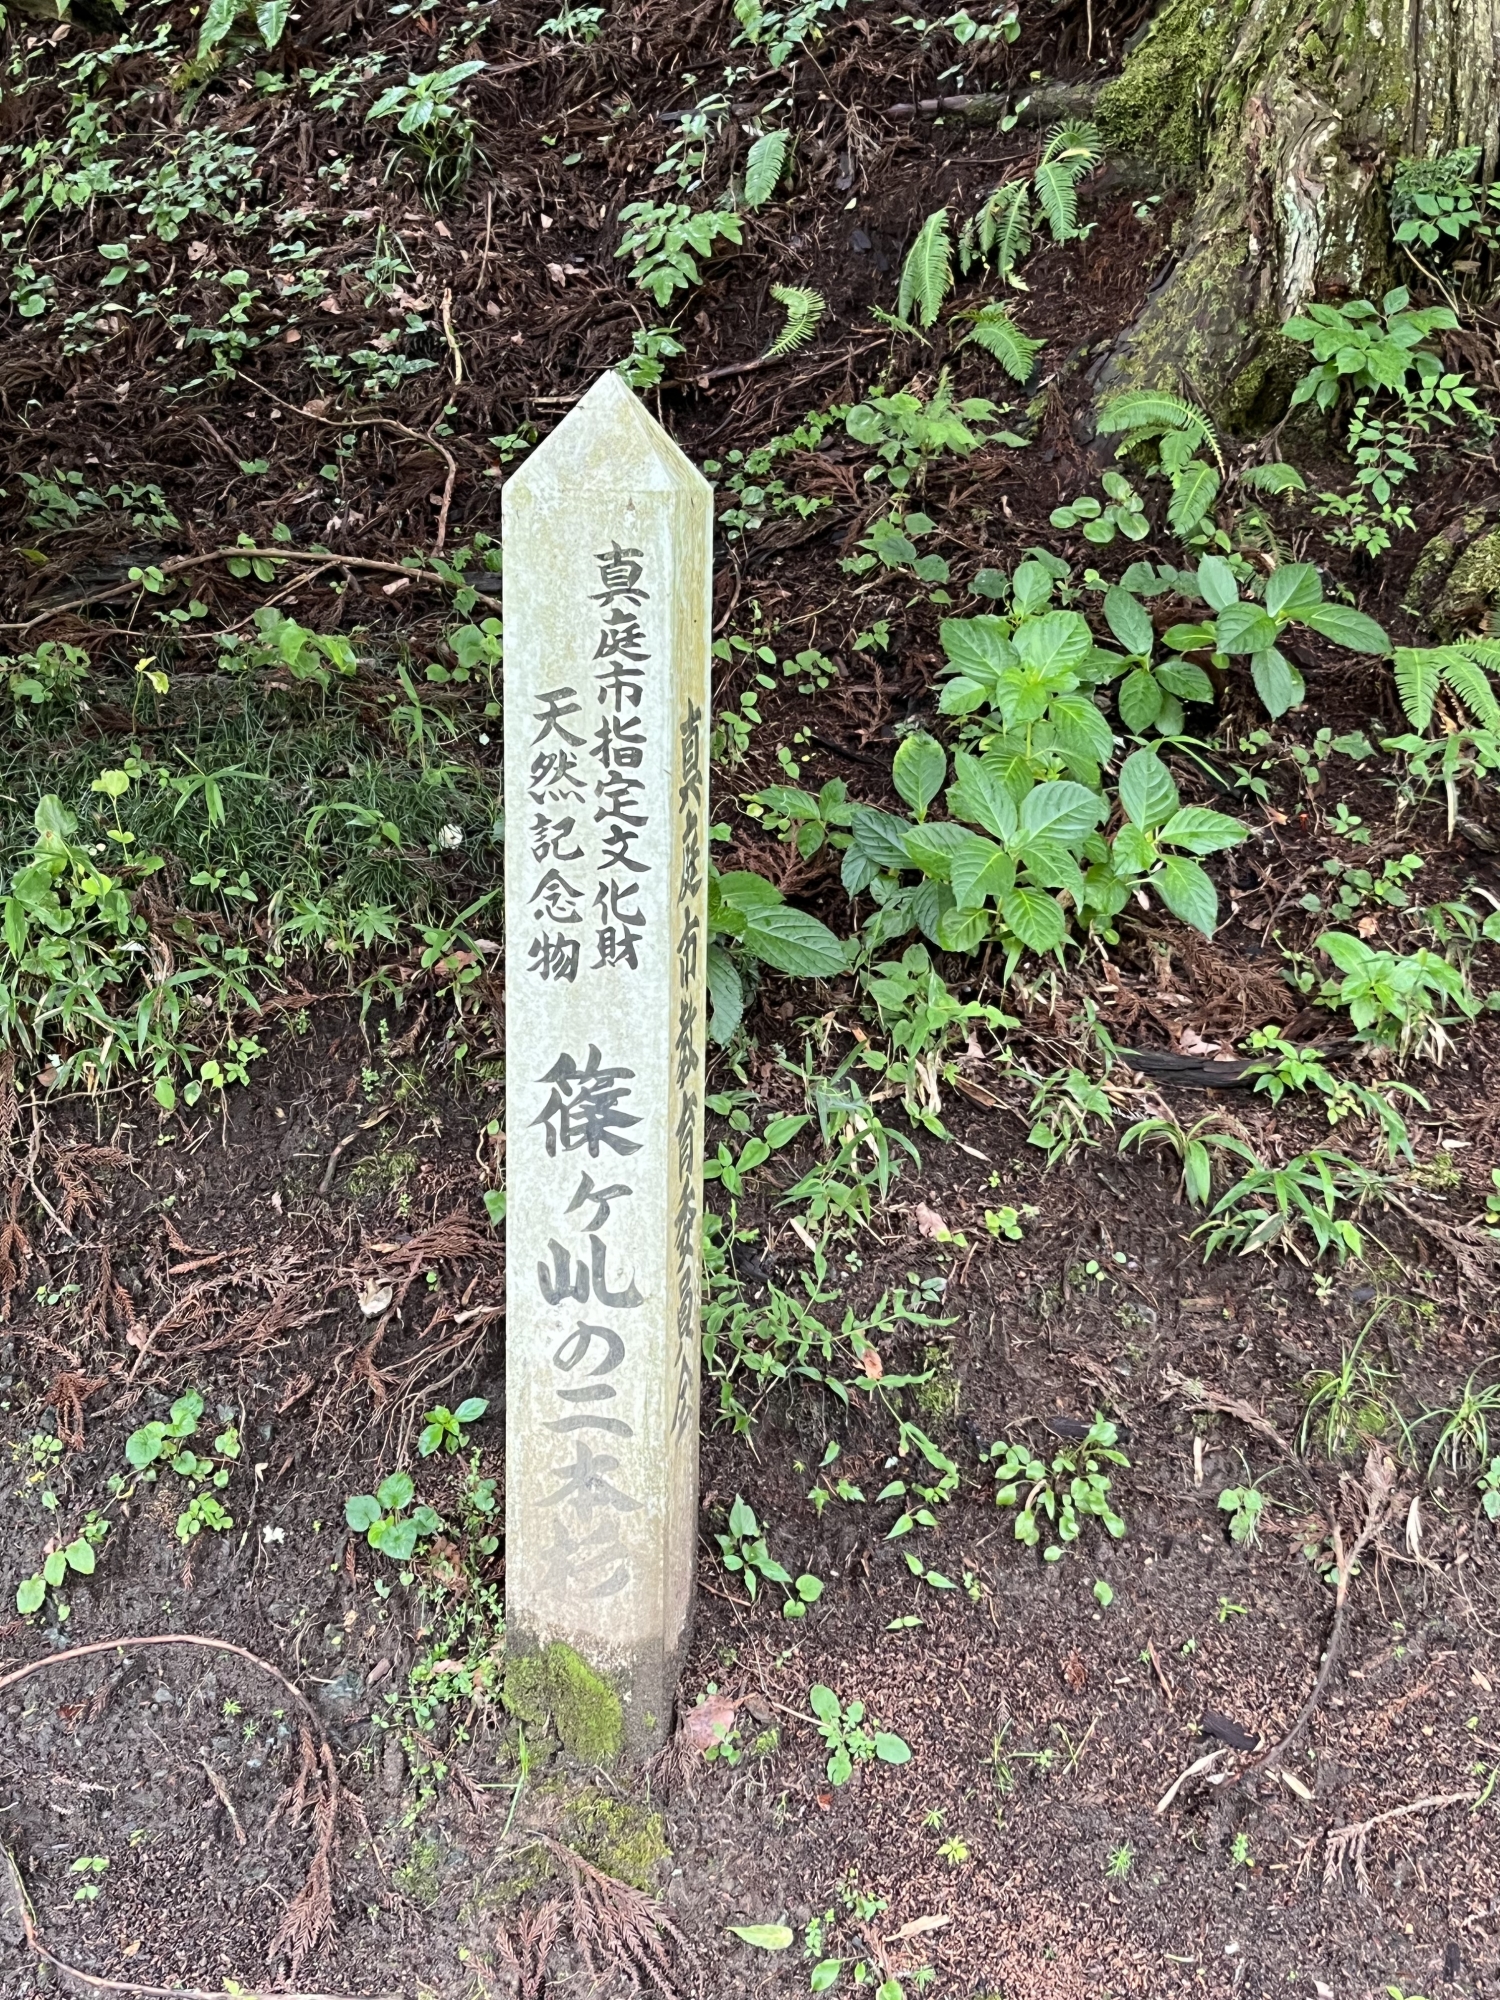 真庭市指定文化財
天然記念物
篠ヶ乢の二本杉
真庭市教育委員会